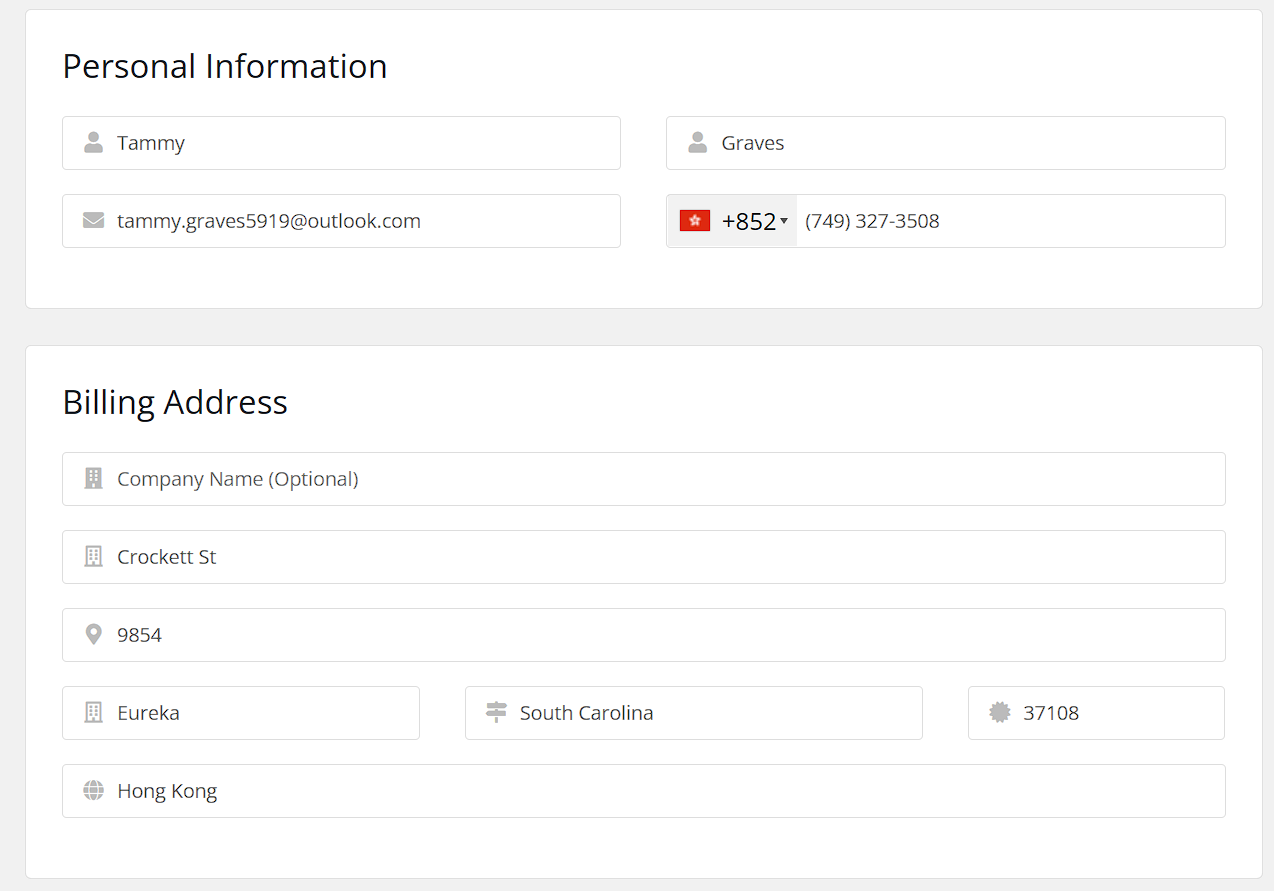 Personal Information
Tammy
Graves
tammy.graves5919@outlook.com
+852 (749) 327-3508
Billing Address
Company Name (Optional)
Crockett St
9854
Eureka
South Carolina
37108
Hong Kong